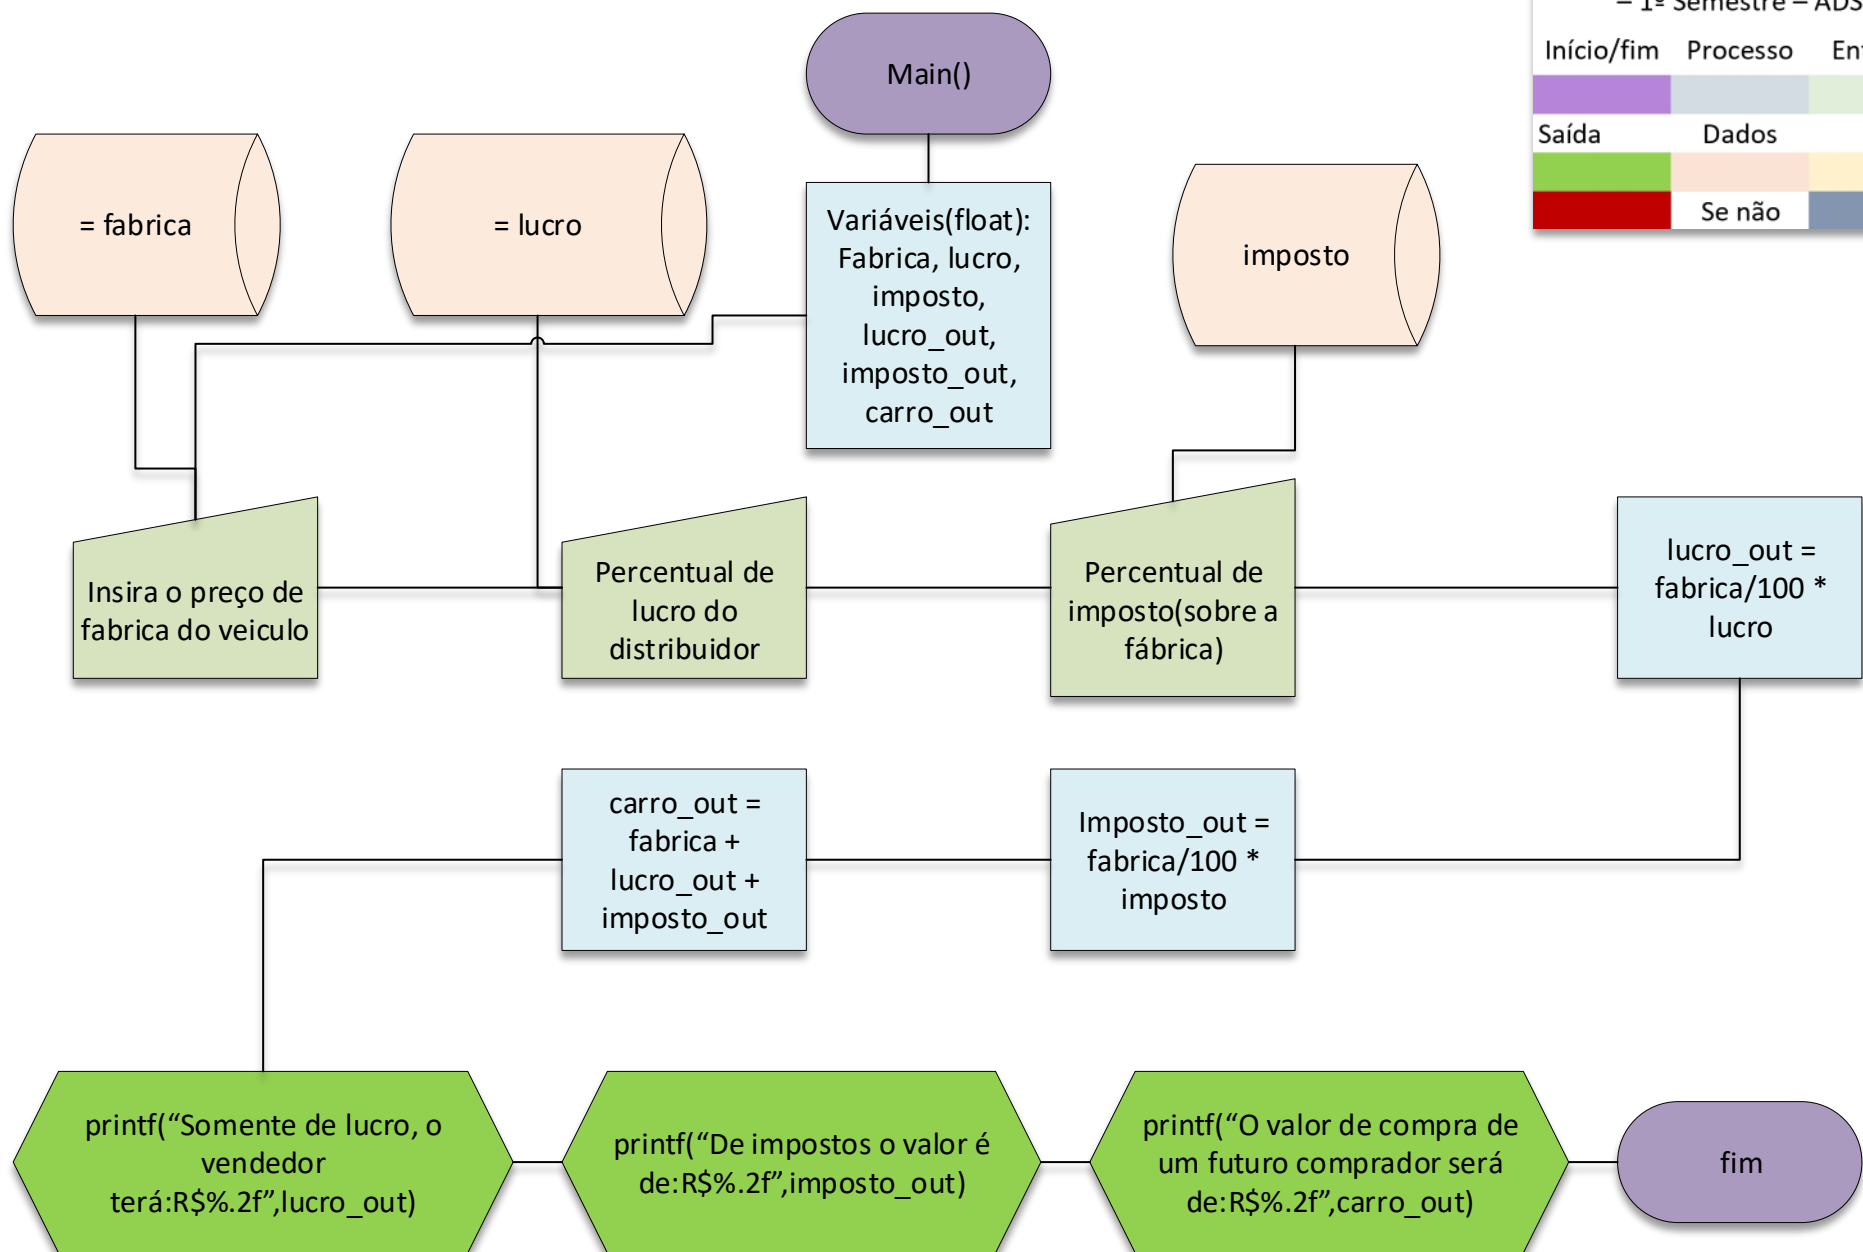 – 1º Semestre – ADS
Início/fim Processo
Saída Dados
Se não
Main()
= fabrica
= lucro
Variáveis(float):
Fabrica, lucro,
imposto,
lucro_out,
imposto_out,
carro_out
imposto
Insira o preço de
fabrica do veiculo
Percentual de
lucro do
distribuidor
Percentual de
imposto(sobre a
fábrica)
lucro_out =
fabrica/100 *
lucro
carro_out =
fabrica +
lucro_out +
imposto_out
Imposto_out =
fabrica/100 *
imposto
printf(“Somente de lucro, o
vendedor
terá:R$%.2f”,lucro_out)
printf(“De impostos o valor é
de:R$%.2f”,imposto_out)
printf(“O valor de compra de
um futuro comprador será
de:R$%.2f”,carro_out)
fim